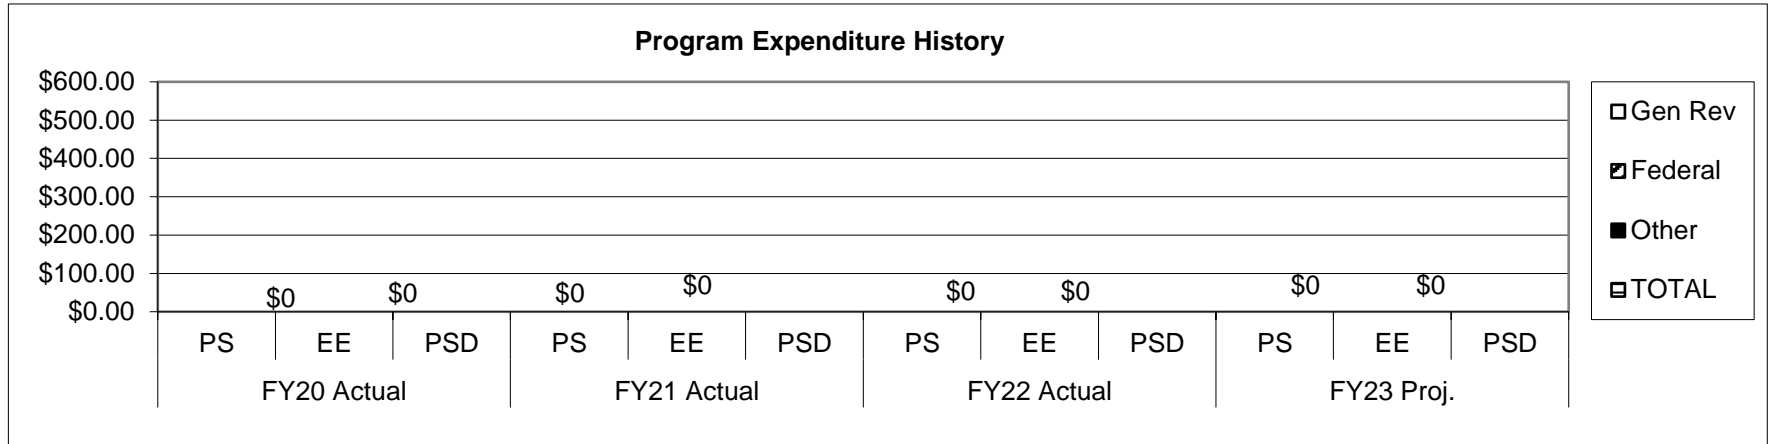 Program Expenditure History
$600.00
$500.00
$400.00
$300.00
$200.00
$100.00
$0.00
$0 $0 $0 $0 $0 $0 $0 $0
PS EE PSD PS EE PSD PS EE PSD PS EE PSD
FY20 Actual FY21 Actual FY22 Actual FY23 Proj.
Gen Rev
Federal
Other
TOTAL